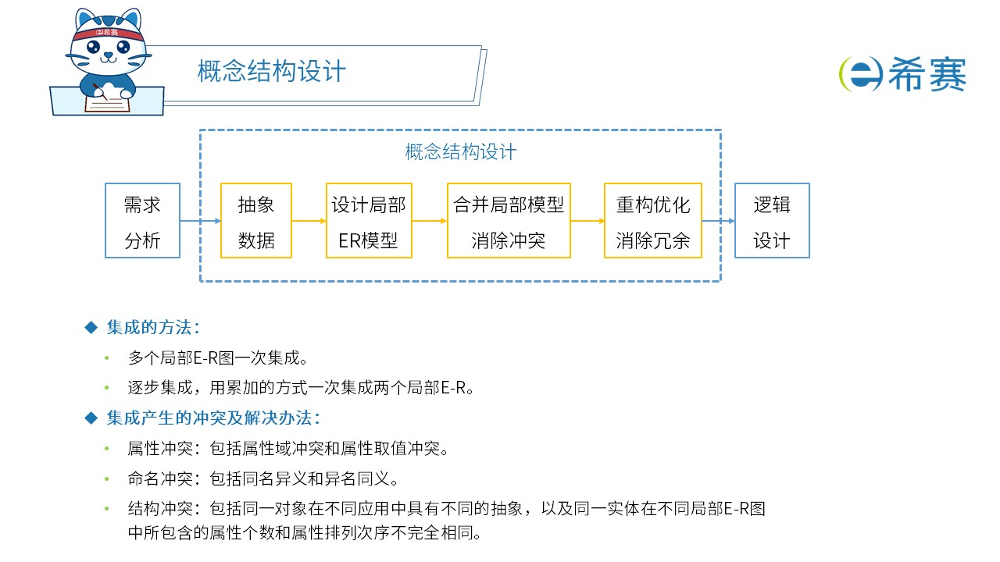 希赛
概念结构设计
希赛
概念结构设计
需求
分析
抽象
数据
设计局部
ER模型
合并局部模型
消除冲突
重构优化
消除冗余
逻辑
设计
集成的方法：
多个局部E-R图一次集成。
逐步集成，用累加的方式一次集成两个局部E-R。
集成产生的冲突及解决办法：
属性冲突：包括属性域冲突和属性取值冲突。
命名冲突：包括同名异义和异名同义。
结构冲突：包括同一对象在不同应用中具有不同的抽象，以及同一实体在不同局部E-R图
中所包含的属性个数和属性排列次序不完全相同。